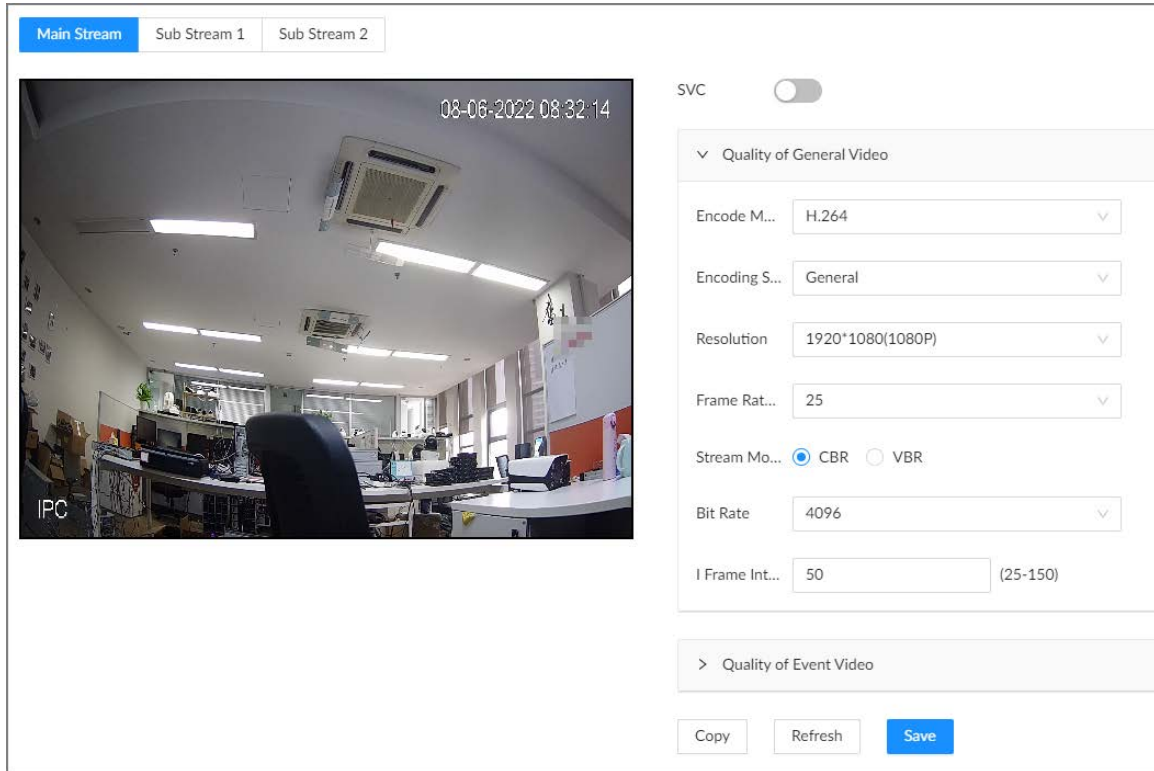 Main Stream Sub Stream 1 Sub Stream 2
08-06-2022 08:32:14
IPC
SVC
Quality of General Video
Encode M... H.264
Encoding S... General
Resolution 1920*1080(1080P)
Frame Rat... 25
Stream Mo... CBR VBR
Bit Rate 4096
I Frame Int... 50 (25-150)
Quality of Event Video
Copy Refresh Save